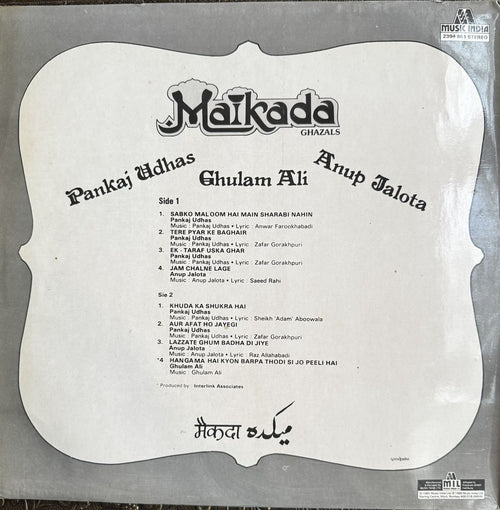 MUSIC INDIA
2394 861 STEREO
Maikada
GHAZALS
Pankaj Udhas
Ghulam Ali
Anup Jalota
Side 1
1. SABKO MALOOM HAI MAIN SHARABI NAHIN
Pankaj Udhas
Music : Pankaj Udhas • Lyric : Anwar Farookhabadi
2. TERE PYAR KE BAGHAIR
Pankaj Udhas
Music : Pankaj Udhas • Lyric : Zafar Gorakhpuri
3. EK - TARAF USKA GHAR
Pankaj Udhas
Music : Pankaj Udhas • Lyric : Zafar Gorakhpuri
4. JAM CHALNE LAGE
Anup Jalota
Music : Anup Jalota • Lyric : Saeed Rahi
Sie 2
1. KHUDA KA SHUKRA HAI
Pankaj Udhas
Music : Pankaj Udhas • Lyric : Sheikh 'Adam' Aboowala
2. AUR AFAT HO JAYEGI
Pankaj Udhas
Music : Pankaj Udhas • Lyric : Zafar Gorakhpuri
3. LAZZATE GHUM BADHA DI JIYE
Anup Jalota
Music : Anup Jalota • Lyric : Raz Allahabadi
*4 HANGAMA HAI KYON BARPA THODI SI JO PEELI HAI
Ghulam Ali
Music : Ghulam Ali
* Produced by : Interlink Associates
मैकदा میکدہ
MIL